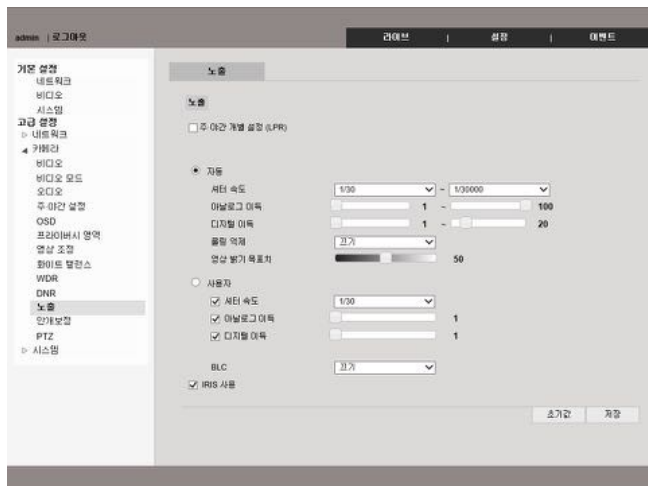 admin | 로그아웃
라이브 | 설정 | 이벤트
기본 설정
네트워크
비디오
시스템
고급 설정
▷ 네트워크
◢ 카메라
비디오
비디오 모드
오디오
주·야간 설정
OSD
프라이버시 영역
영상 조정
화이트 밸런스
WDR
DNR
노출
안개보정
PTZ
▷ 시스템
노출
노출
주·야간 개별 설정 (LPR)
자동
셔터 속도 1/30 ~ 1/30000
아날로그 이득 1 ~ 100
디지털 이득 1 ~ 20
롤링 억제 끄기
영상 밝기 목표치 50
사용자
셔터 속도 1/30
아날로그 이득 1
디지털 이득 1
BLC 끄기
IRIS 사용
초기값 저장